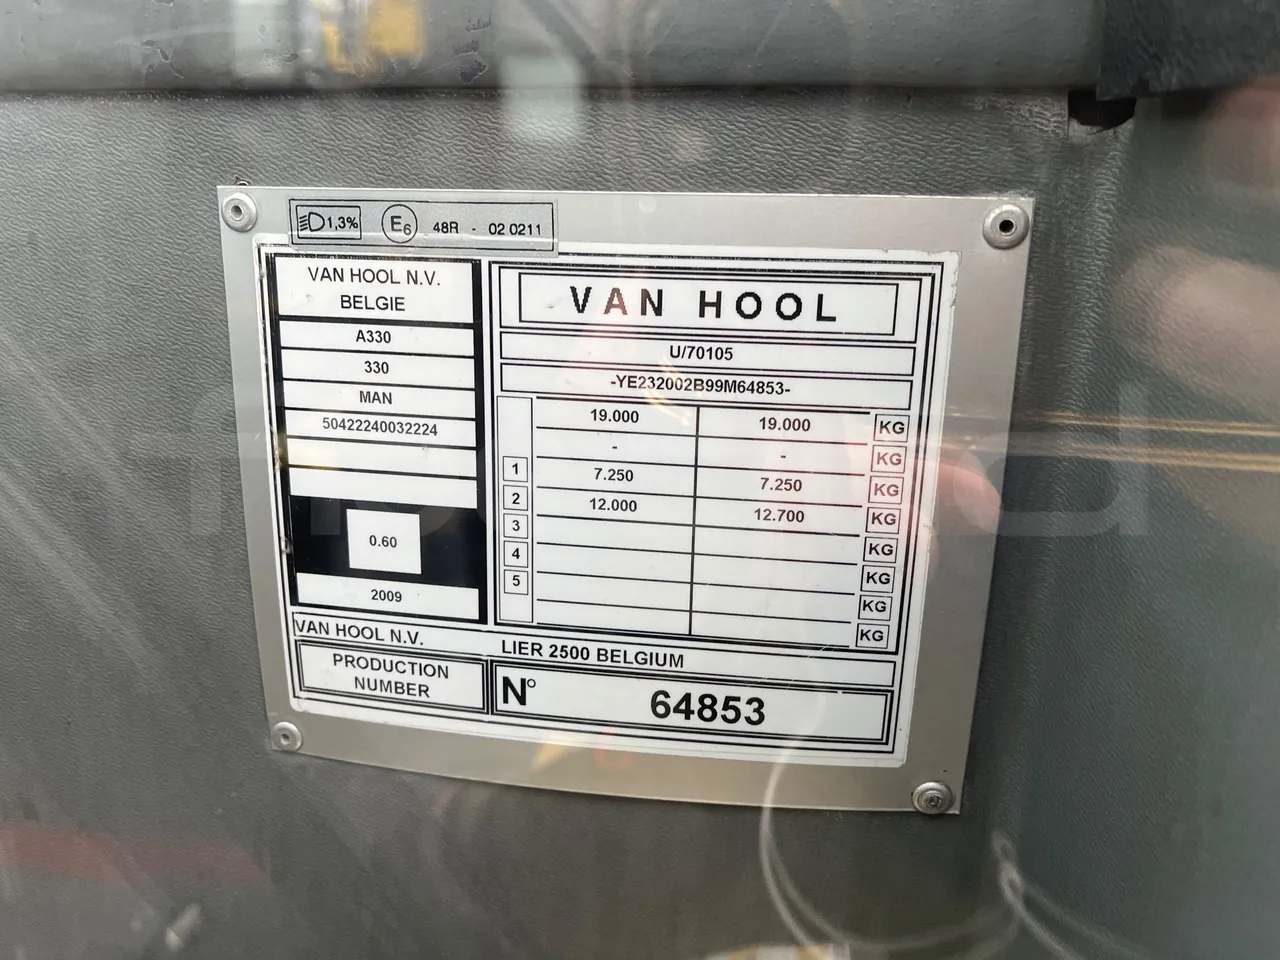 1,3% E6 48R - 02 0211
VAN HOOL N.V.
BELGIE
A330
330
MAN
50422240032224
0.60
2009
VAN HOOL
U/70105
-YE232002B99M64853-
19.000 19.000 KG
- - KG
1 7.250 7.250 KG
2 12.000 12.700 KG
3 KG
4 KG
5 KG
KG
VAN HOOL N.V. LIER 2500 BELGIUM
PRODUCTION
NUMBER
N° 64853